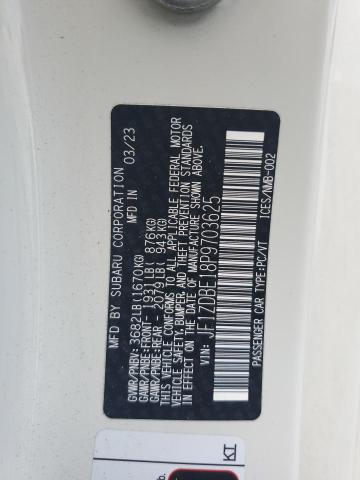 MFD BY SUBARU CORPORATION 03/23
GVWR/PNBV: 3682LB(1670KG)
GAWR/PNBE:FRONT- 1931LB( 876KG)
GAWR/PNBE:REAR - 2079LB( 943KG)
THIS VEHICLE CONFORMS TO ALL APPLICABLE FEDERAL MOTOR
VEHICLE SAFETY,BUMPER, AND THEFT PREVENTION STANDARDS
IN EFFECT ON THE DATE OF MANUFACTURE SHOWN ABOVE.
VIN: JF1ZDBE18P9703625
PASSENGER CAR TYPE:PC/VT ICES/NMB-002
KT